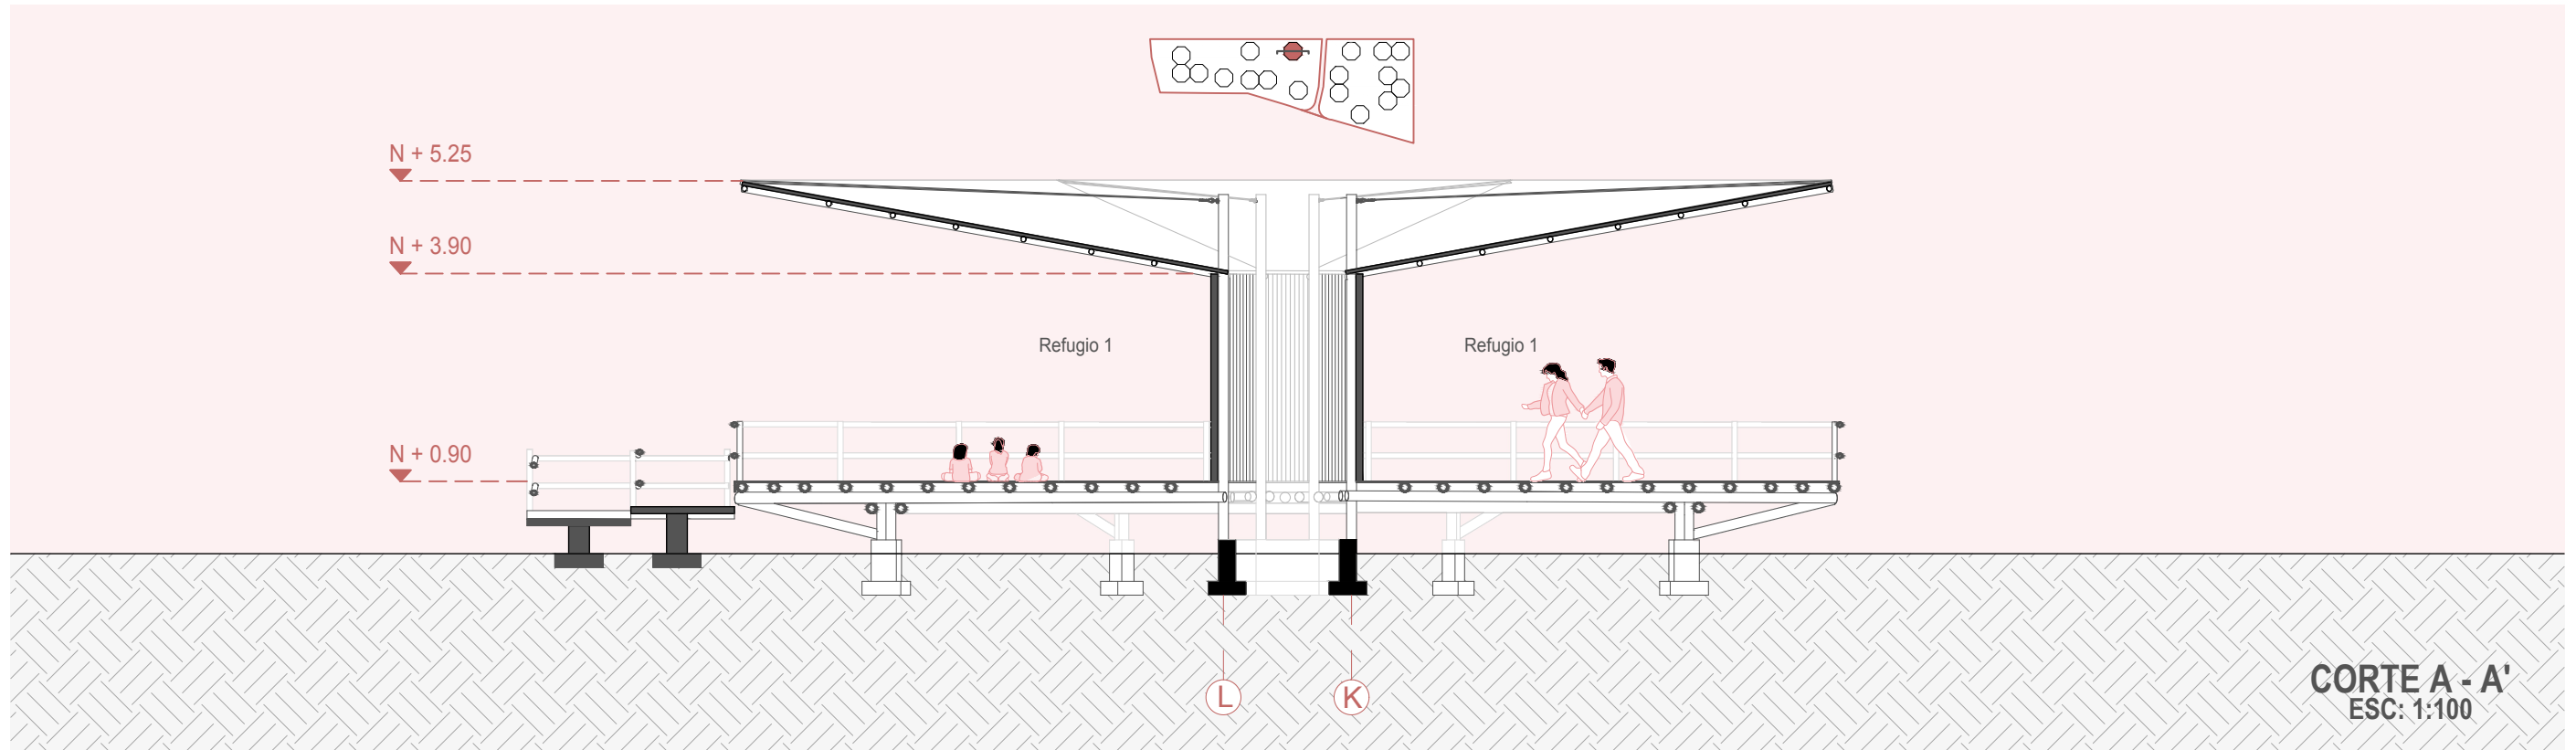 N + 5.25
N + 3.90
Refugio 1
Refugio 1
N + 0.90
L
K
CORTE A - A'
ESC: 1:100